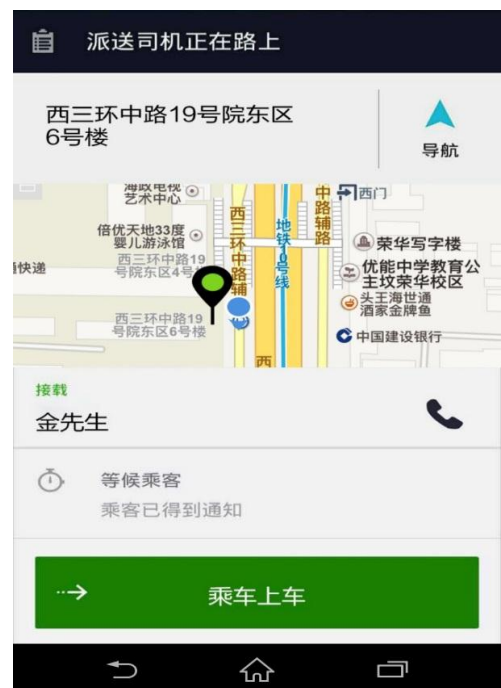 派送司机正在路上
西三环中路19号院东区
6号楼
导航
海政电视
艺术中心
倍优天地33度
婴儿游泳馆
西三环中路19
号院东区4号
快递
西三环中路19
号院东区6号楼
西三环中路辅
地铁10号线
中路辅路
西门
荣华写字楼
优能中学教育公
主坟荣华校区
头王海世通
酒家金牌鱼
中国建设银行
西
接载
金先生
等候乘客
乘客已得到通知
乘车上车